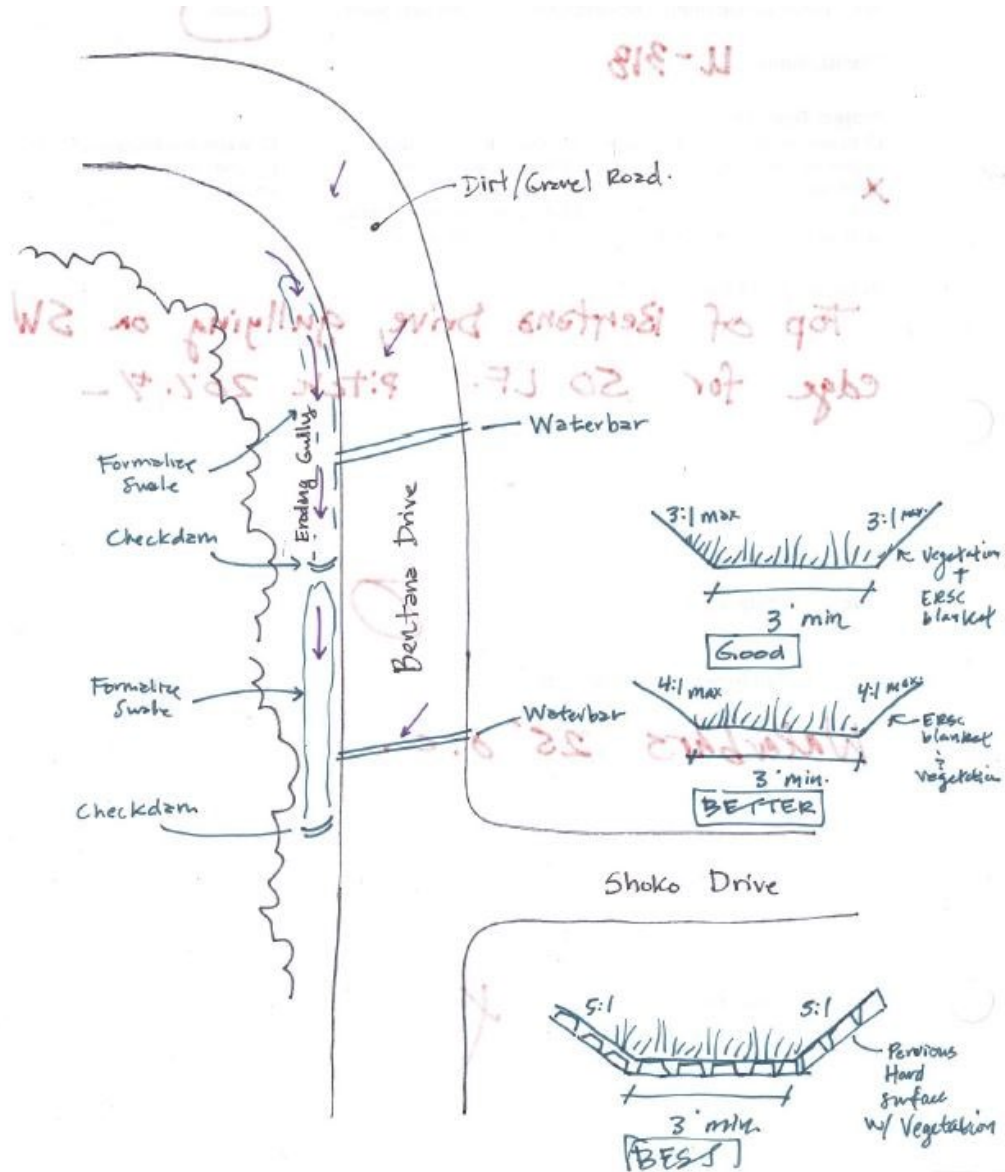 U-31B
Dirt/Gravel Road.
x
Top of Bentana Drive, gullying on SW
edge for 50 LF.
Waterbar
Formalize
Swale
Eroding Gully
Checkdam
Bentana Drive
3:1 max
3:1 max.
Vegetation
+
ERSC
blanket
3' min
Good
Formalize
Swale
Waterbar
4:1 max
4:1 max.
ERSC
blanket
&
Vegetation
Waterbars 25' o.c.
3' min.
BETTER
Checkdam
Shoko Drive
5:1
5:1
Pervious
Hard
surface
w/ Vegetation
3' min.
BEST